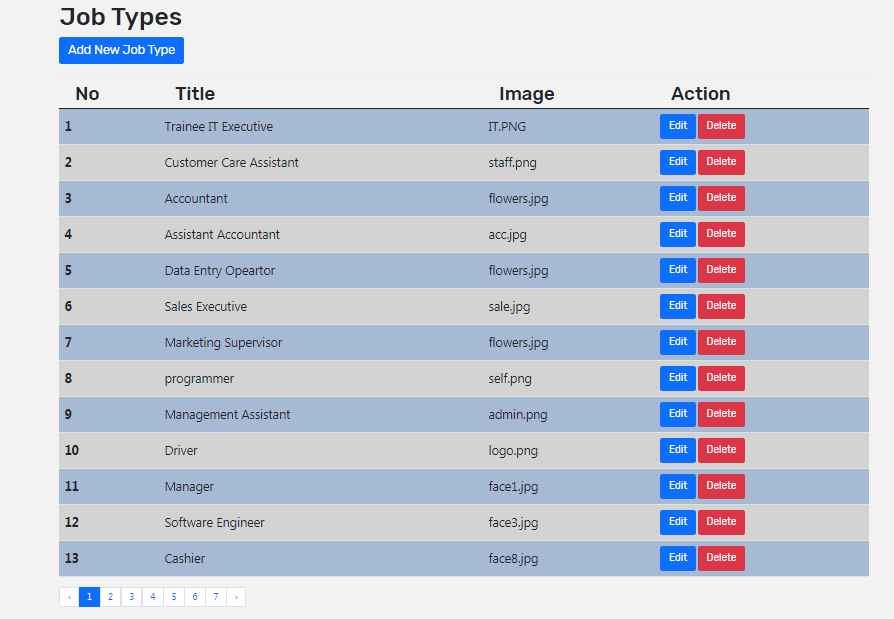 Job Types
Add New Job Type
No Title Image Action
1 Trainee IT Executive IT.PNG Edit Delete
2 Customer Care Assistant staff.png Edit Delete
3 Accountant flowers.jpg Edit Delete
4 Assistant Accountant acc.jpg Edit Delete
5 Data Entry Opeartor flowers.jpg Edit Delete
6 Sales Executive sale.jpg Edit Delete
7 Marketing Supervisor flowers.jpg Edit Delete
8 programmer self.png Edit Delete
9 Management Assistant admin.png Edit Delete
10 Driver logo.png Edit Delete
11 Manager face1.jpg Edit Delete
12 Software Engineer face3.jpg Edit Delete
13 Cashier face8.jpg Edit Delete
‹ 1 2 3 4 5 6 7 ›